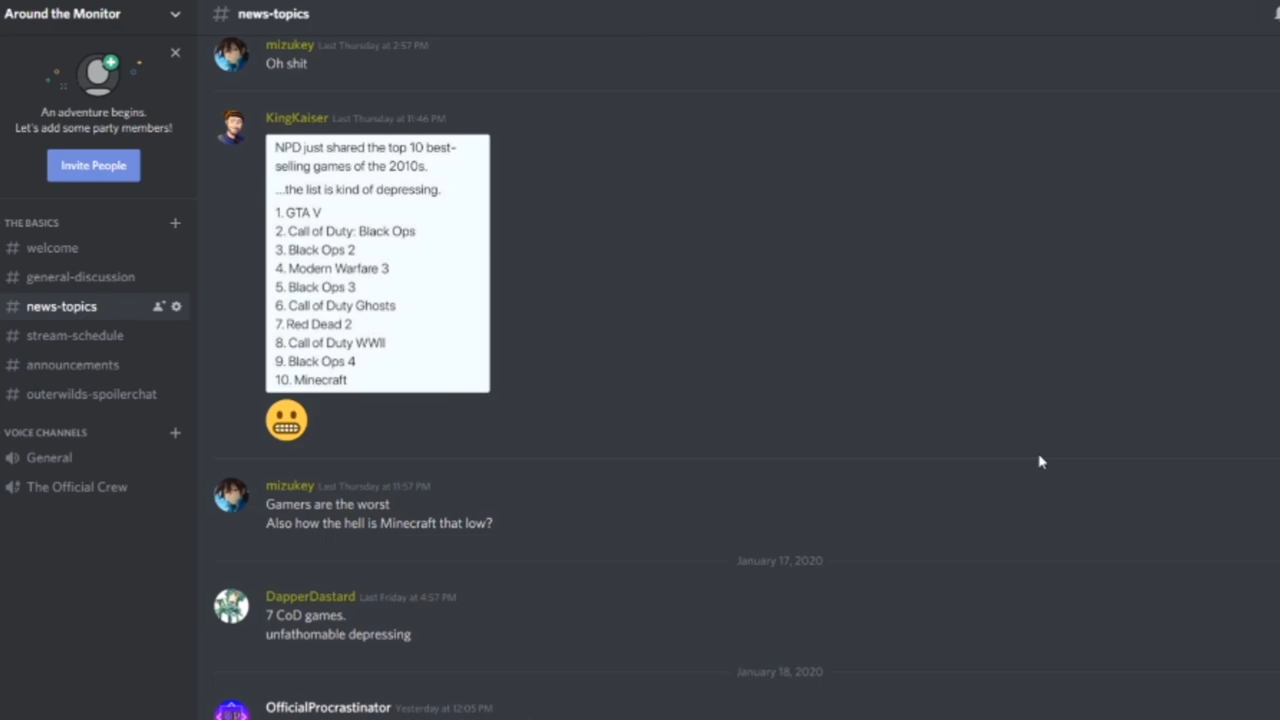 Around the Monitor
An adventure begins.
Let's add some party members!
Invite People
THE BASICS
welcome
general-discussion
news-topics
stream-schedule
announcements
outerwilds-spoilerchat
VOICE CHANNELS
General
The Official Crew
# news-topics
mizukey Last Thursday at 2:57 PM
Oh shit
KingKaiser Last Thursday at 11:46 PM
NPD just shared the top 10 best-
selling games of the 2010s.
...the list is kind of depressing.
1. GTA V
2. Call of Duty: Black Ops
3. Black Ops 2
4. Modern Warfare 3
5. Black Ops 3
6. Call of Duty Ghosts
7. Red Dead 2
8. Call of Duty WWII
9. Black Ops 4
10. Minecraft
mizukey Last Thursday at 11:57 PM
Gamers are the worst
Also how the hell is Minecraft that low?
January 17, 2020
DapperDastard Last Friday at 4:57 PM
7 CoD games.
unfathomable depressing
January 18, 2020
OfficialProcrastinator Yesterday at 12:05 PM